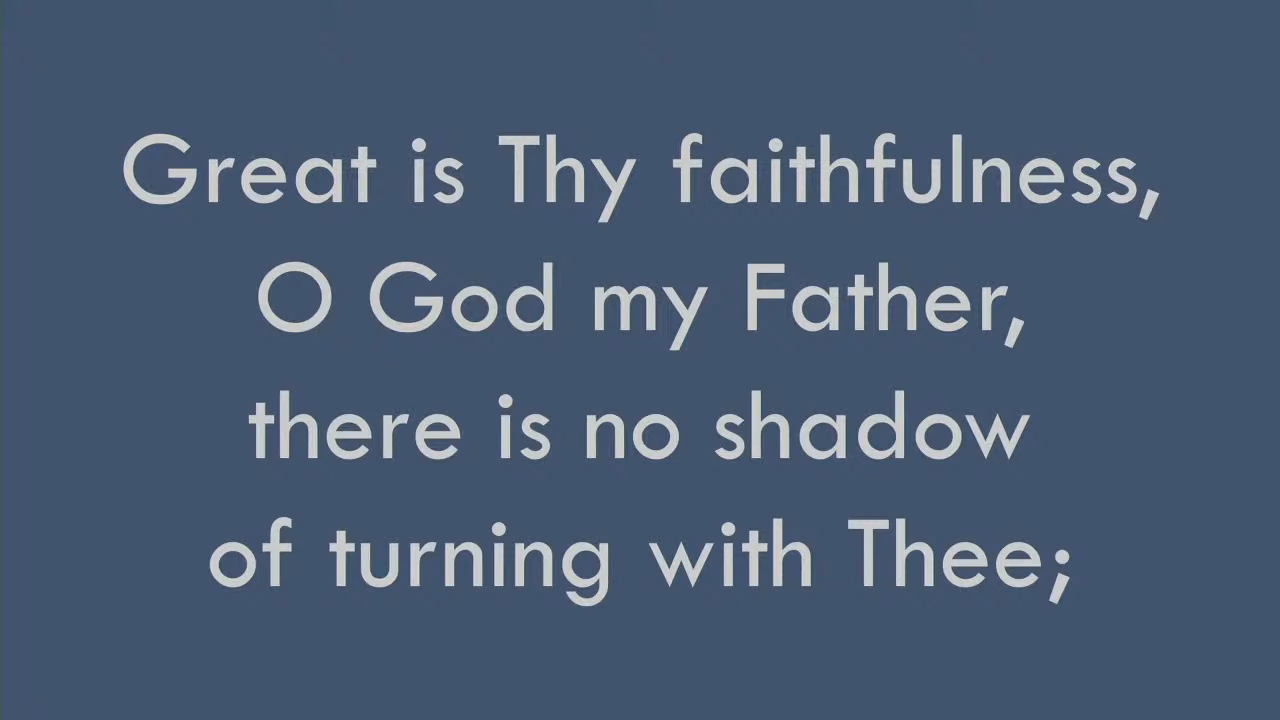 Great is Thy faithfulness,
O God my Father,
there is no shadow
of turning with Thee;